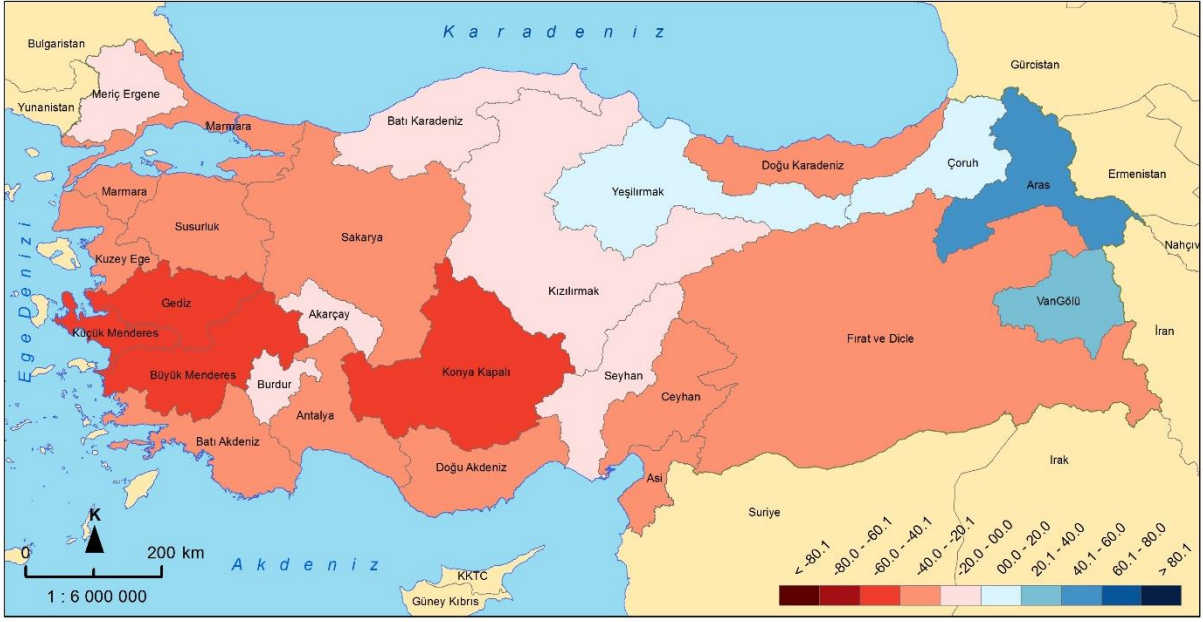 K a r a d e n i z
Bulgaristan
Gürcistan
Meriç Ergene
Yunanistan
Marmara
Batı Karadeniz
Doğu Karadeniz
Çoruh
Ermenistan
Marmara
Yeşilırmak
Aras
Susurluk
Sakarya
Nahçıv
Kuzey Ege
Ege Denizi
Gediz
Akarçay
Kızılırmak
VanGölü
Küçük Menderes
Fırat ve Dicle
İran
Büyük Menderes
Burdur
Konya Kapalı
Seyhan
Ceyhan
Antalya
Batı Akdeniz
Doğu Akdeniz
Asi
Irak
Suriye
K
0 200 km
1 : 6 000 000
A k d e n i z
KKTC
Güney Kıbrıs
< -80.1
-80.0 - -60.1
-60.0 - -40.1
-40.0 - -20.1
-20.0 - 00.0
00.0 - 20.0
20.1 - 40.0
40.1 - 60.0
60.1 - 80.0
> 80.1